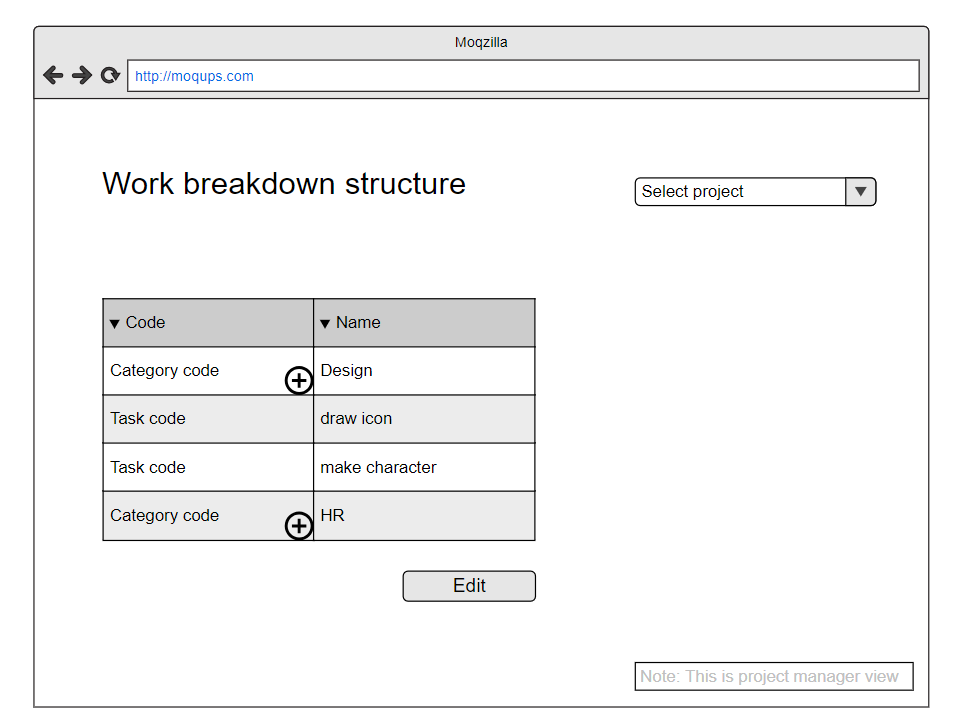 Moqzilla
http://moqups.com
Work breakdown structure
Select project
Code Name
Category code Design
Task code draw icon
Task code make character
Category code HR
Edit
Note: This is project manager view